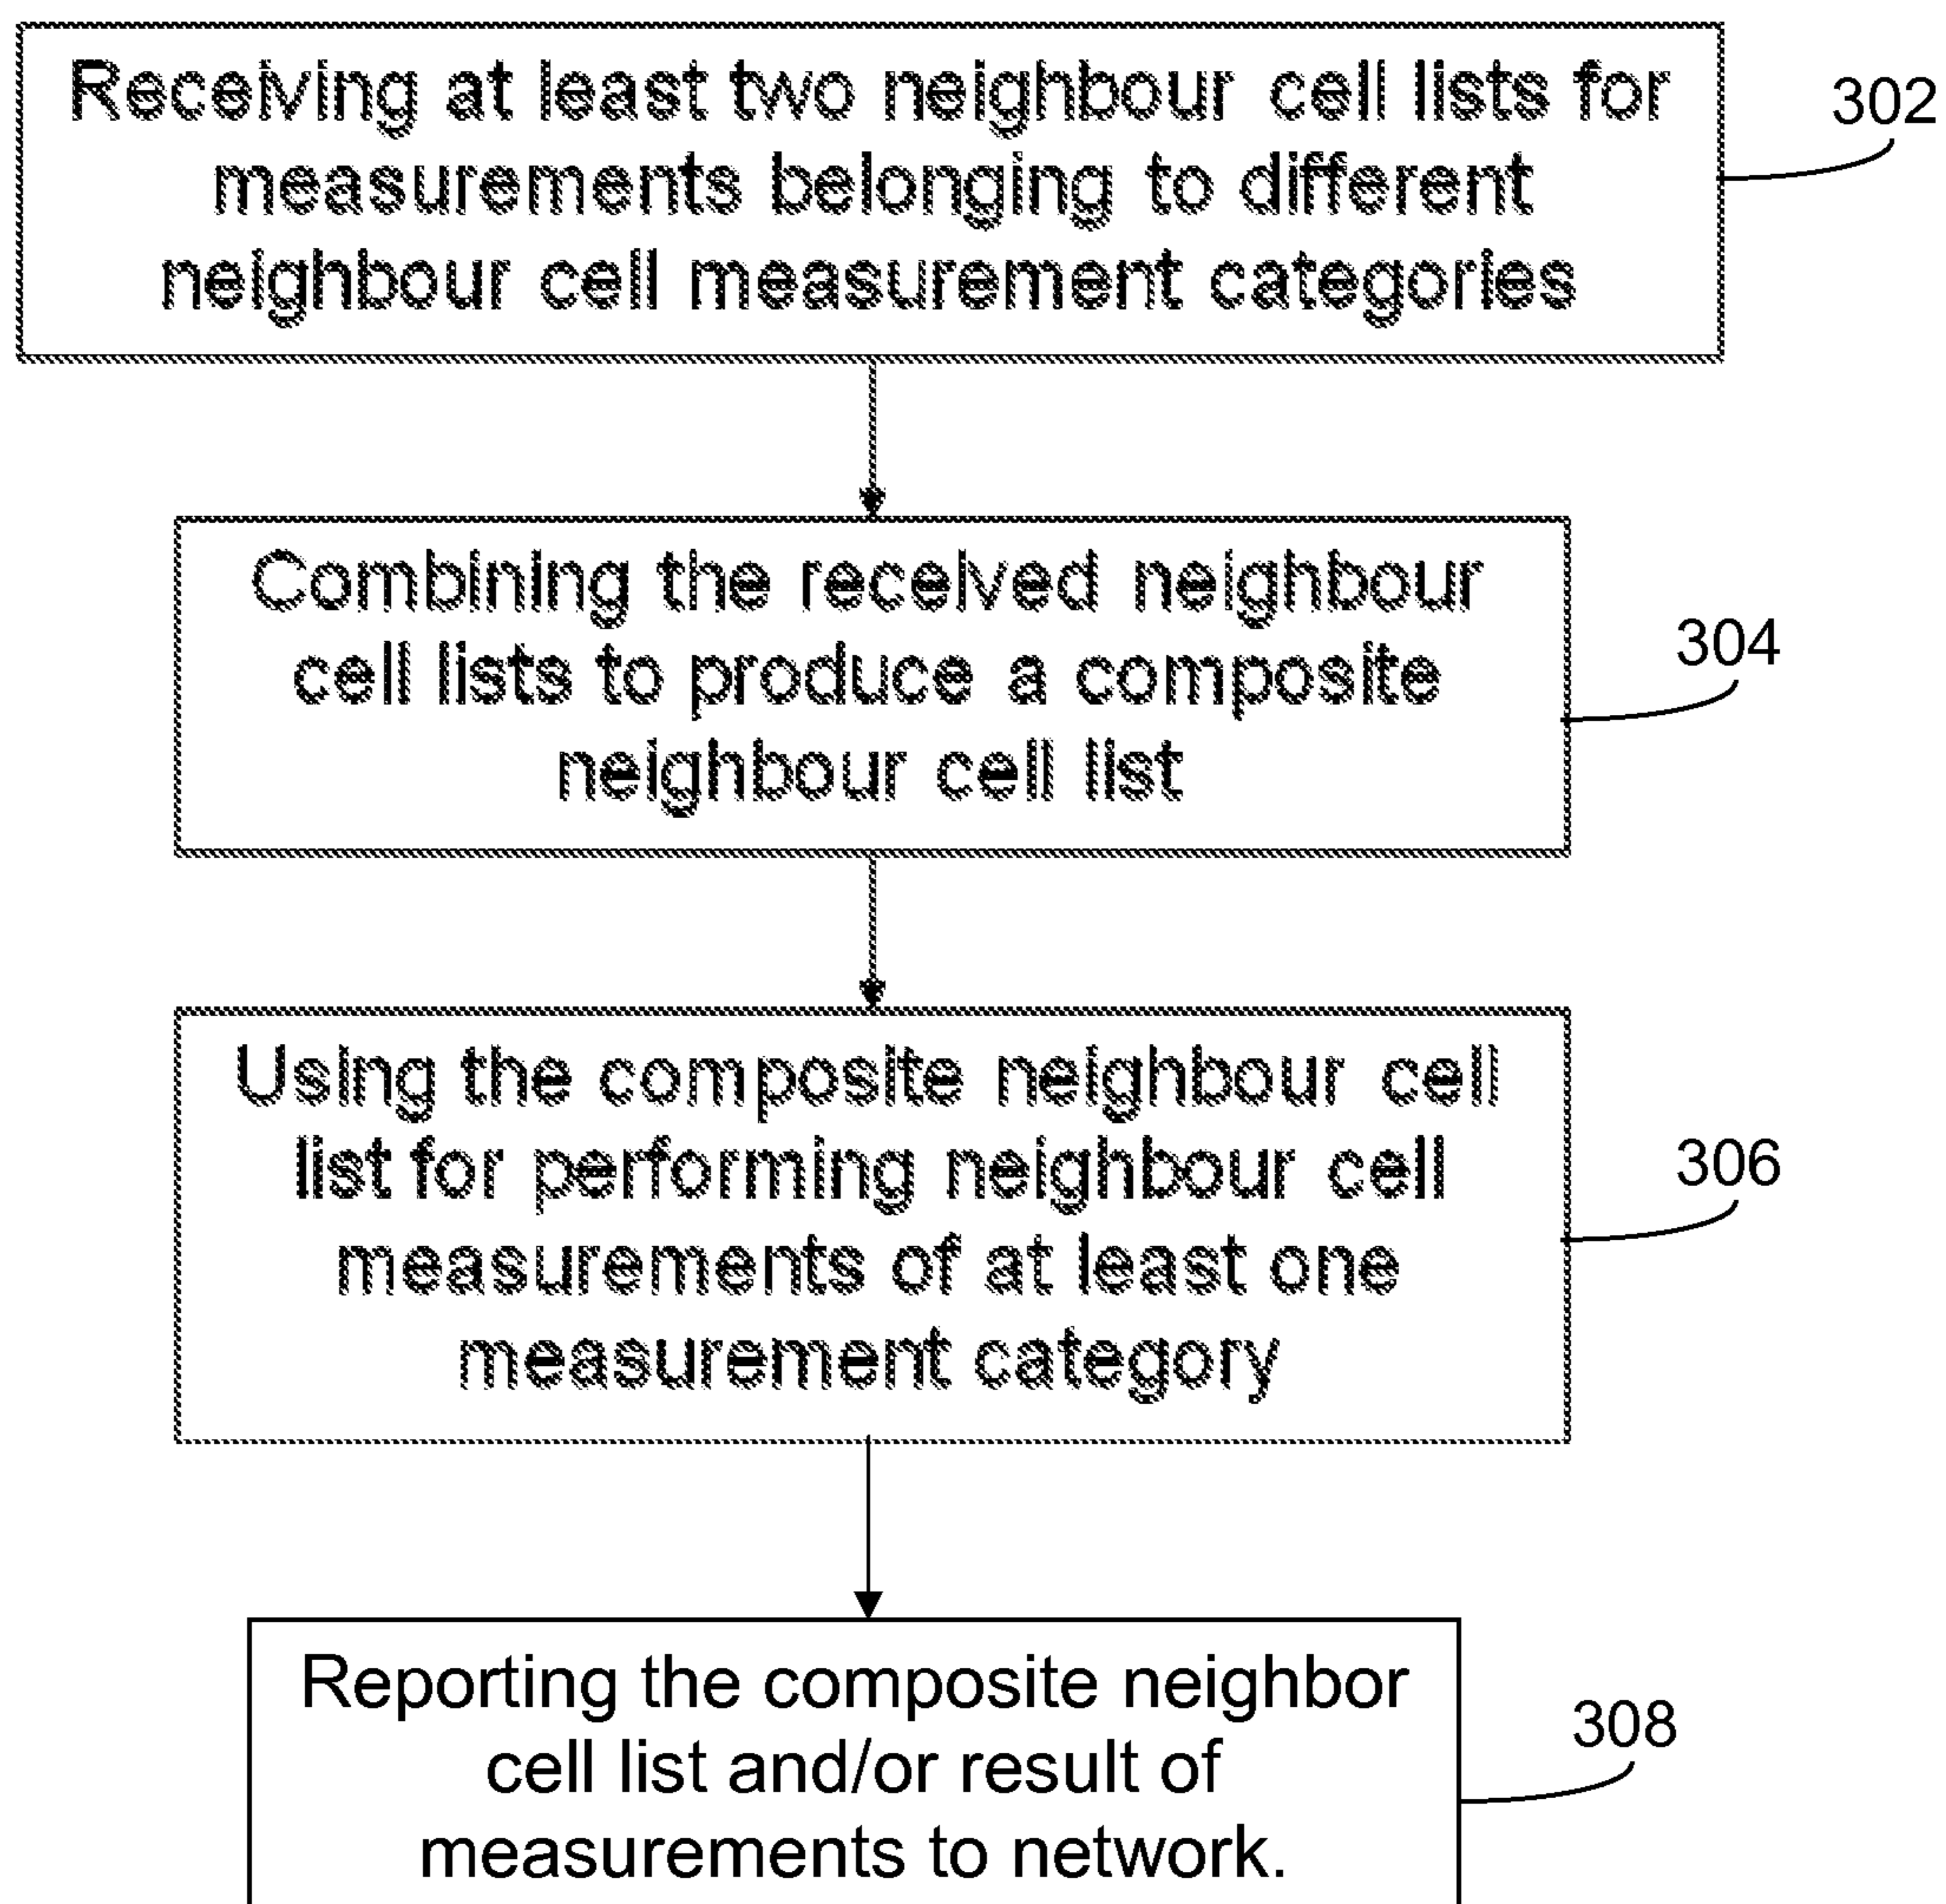 Receiving at least two neighbour cell lists for
measurements belonging to different
neighbour cell measurement categories
302
Combining the received neighbour
cell lists to produce a composite
neighbour cell list
304
Using the composite neighbour cell
list for performing neighbour cell
measurements of at least one
measurement category
306
Reporting the composite neighbor
cell list and/or result of
measurements to network.
308